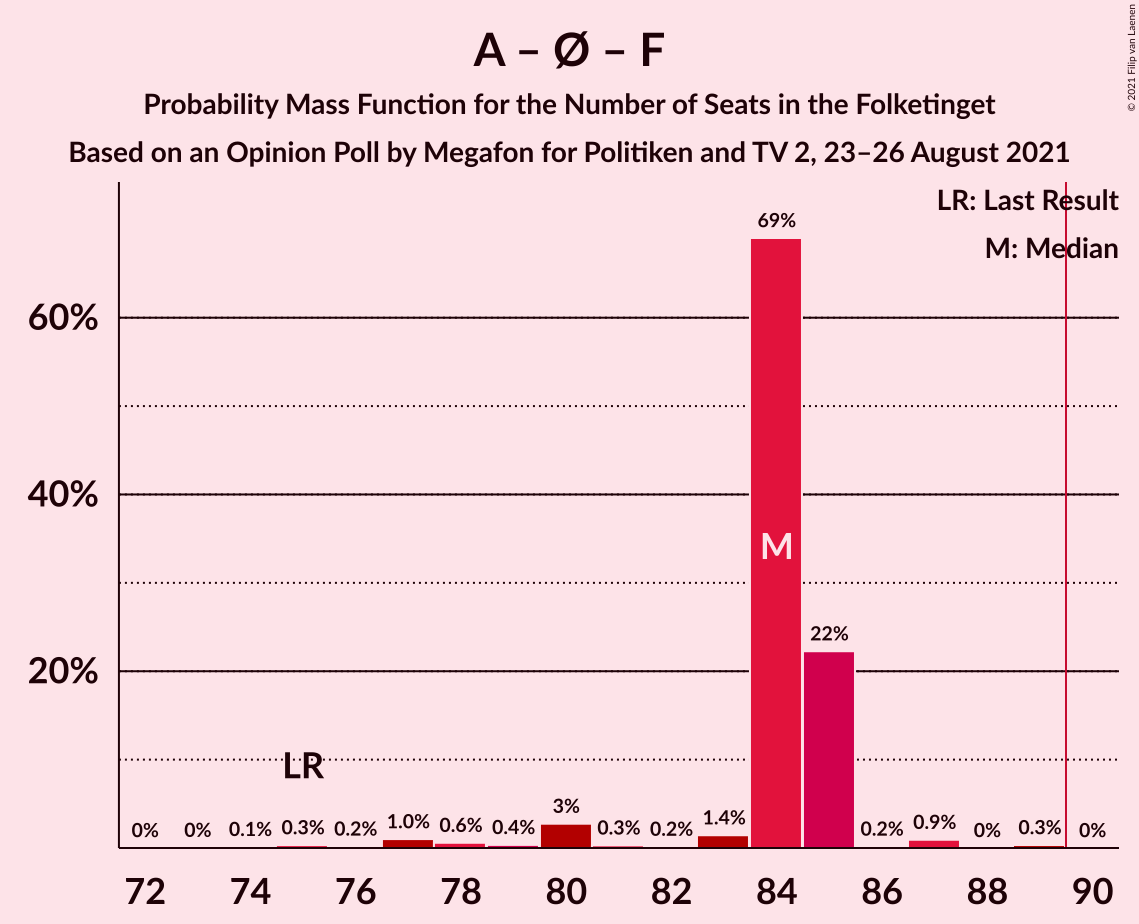 A – Ø – F
Probability Mass Function for the Number of Seats in the Folketinget
Based on an Opinion Poll by Megafon for Politiken and TV 2, 23–26 August 2021
© 2021 Filip van Laenen
LR: Last Result
M: Median
69%
60%
40%
M
22%
20%
LR
0% 0% 0.1% 0.3% 0.2% 1.0% 0.6% 0.4% 3% 0.3% 0.2% 1.4% 0.2% 0.9% 0% 0.3% 0%
72 74 76 78 80 82 84 86 88 90